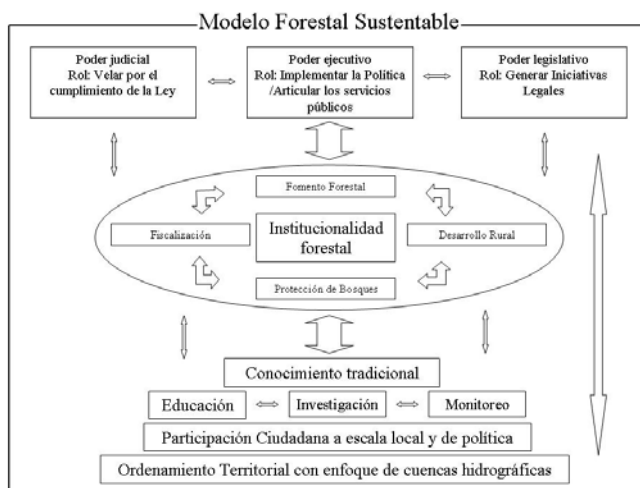 Modelo Forestal Sustentable
Poder judicial
Rol: Velar por el
cumplimiento de la Ley
Poder ejecutivo
Rol: Implementar la Política
/Articular los servicios
públicos
Poder legislativo
Rol: Generar Iniciativas
Legales
Fomento Forestal
Fiscalización
Institucionalidad
forestal
Desarrollo Rural
Protección de Bosques
Conocimiento tradicional
Educación
Investigación
Monitoreo
Participación Ciudadana a escala local y de política
Ordenamiento Territorial con enfoque de cuencas hidrográficas